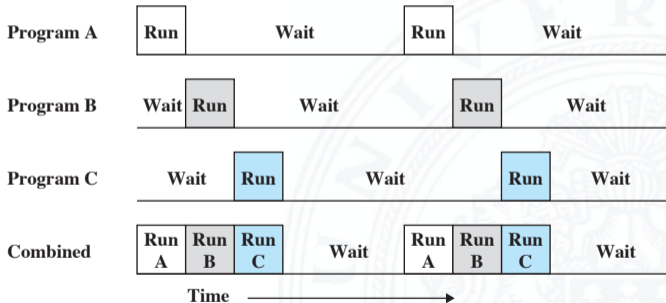 Program A Run Wait Run Wait
Program B Wait Run Wait Run Wait
Program C Wait Run Wait Run Wait
Combined Run A Run B Run C Wait Run A Run B Run C Wait
Time
UNIVER